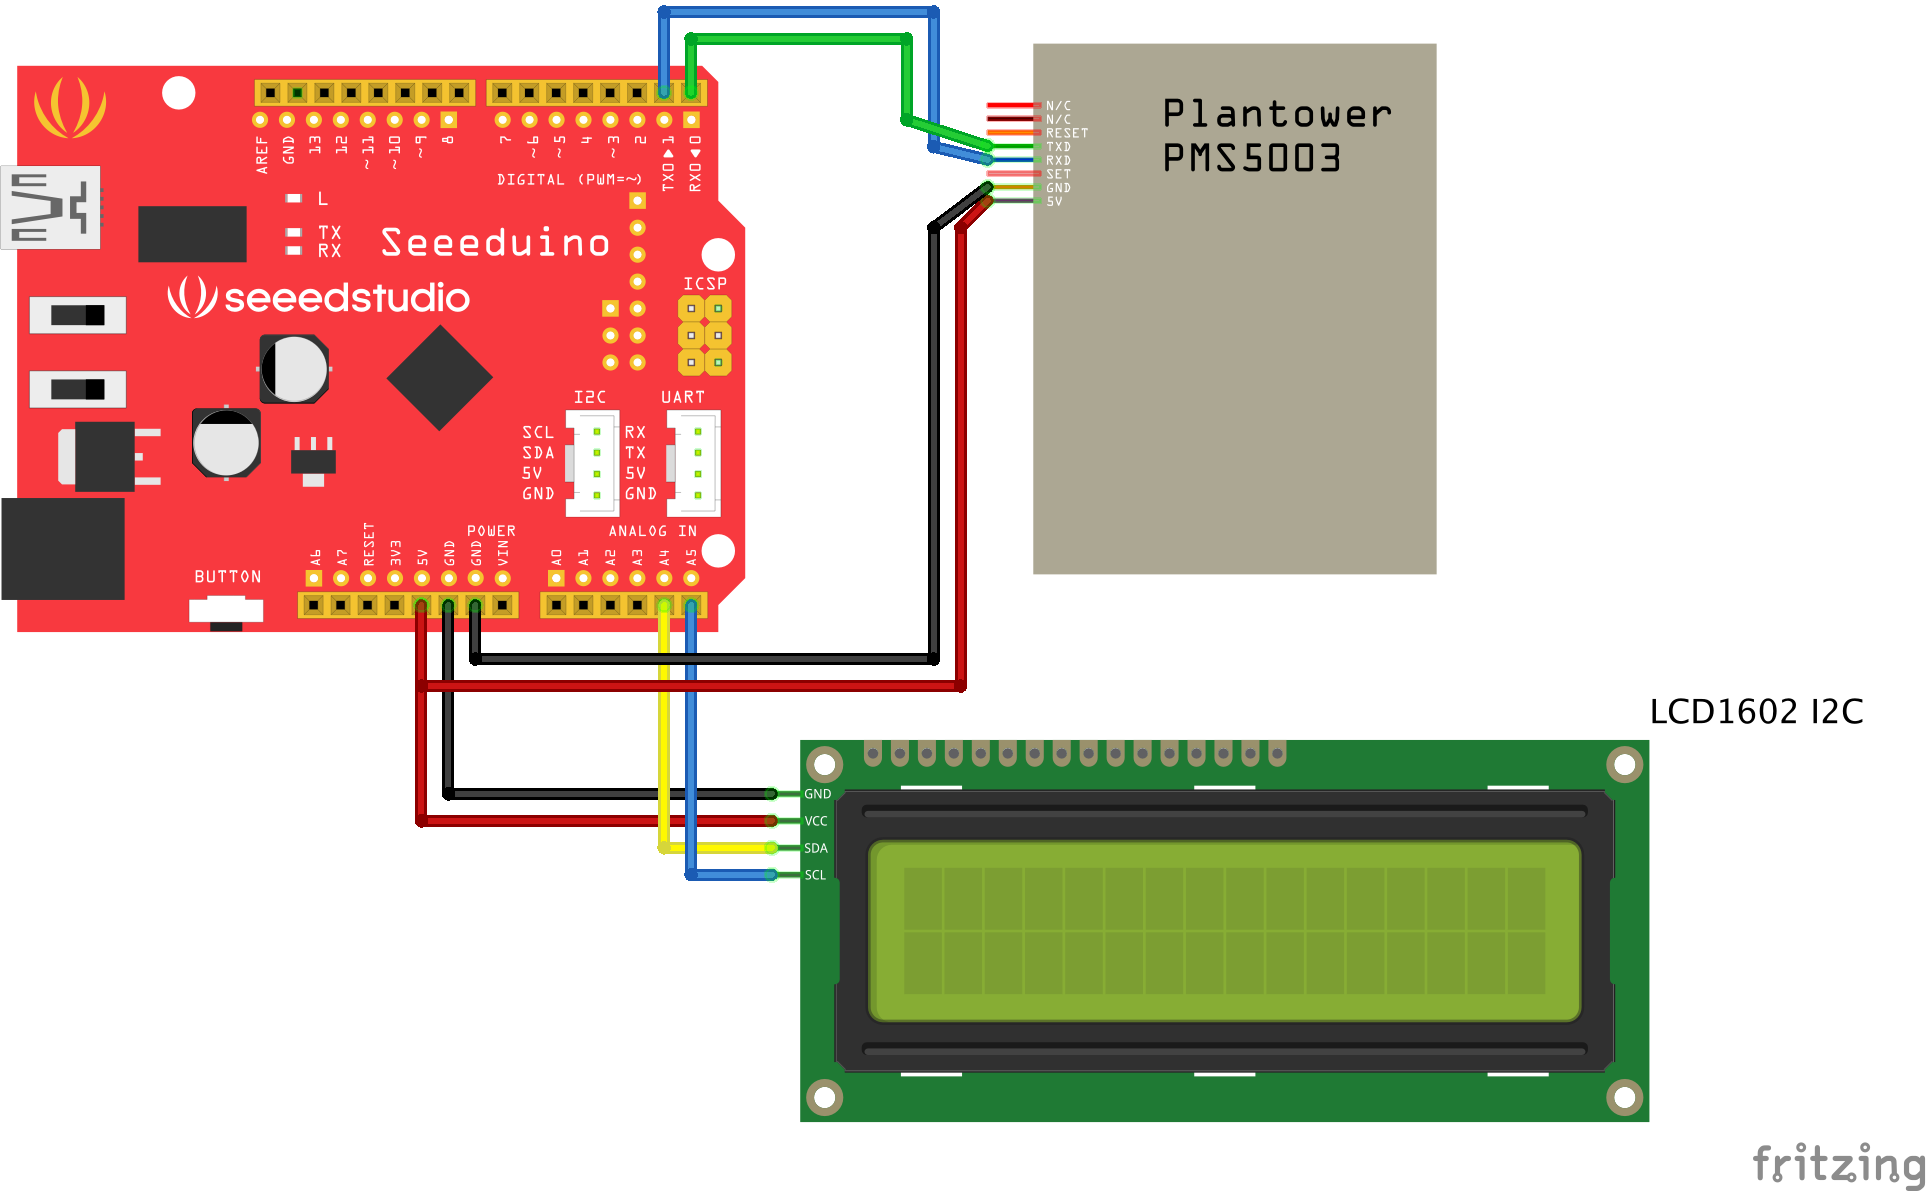 AREF
GND
13
12
~11
~10
~9
8
7
~6
~5
4
~3
2
TX0▶1
RX0◀0
DIGITAL (PWM=~)
L
TX
RX
Seeeduino
seeedstudio
ICSP
I2C
UART
SCL
SDA
5V
GND
RX
TX
5V
GND
POWER
ANALOG IN
A6
A7
RESET
3V3
5V
GND
GND
VIN
A0
A1
A2
A3
A4
A5
BUTTON
N/C
N/C
RESET
TXD
RXD
SET
GND
5V
Plantower
PMS5003
LCD1602 I2C
GND
VCC
SDA
SCL
fritzing